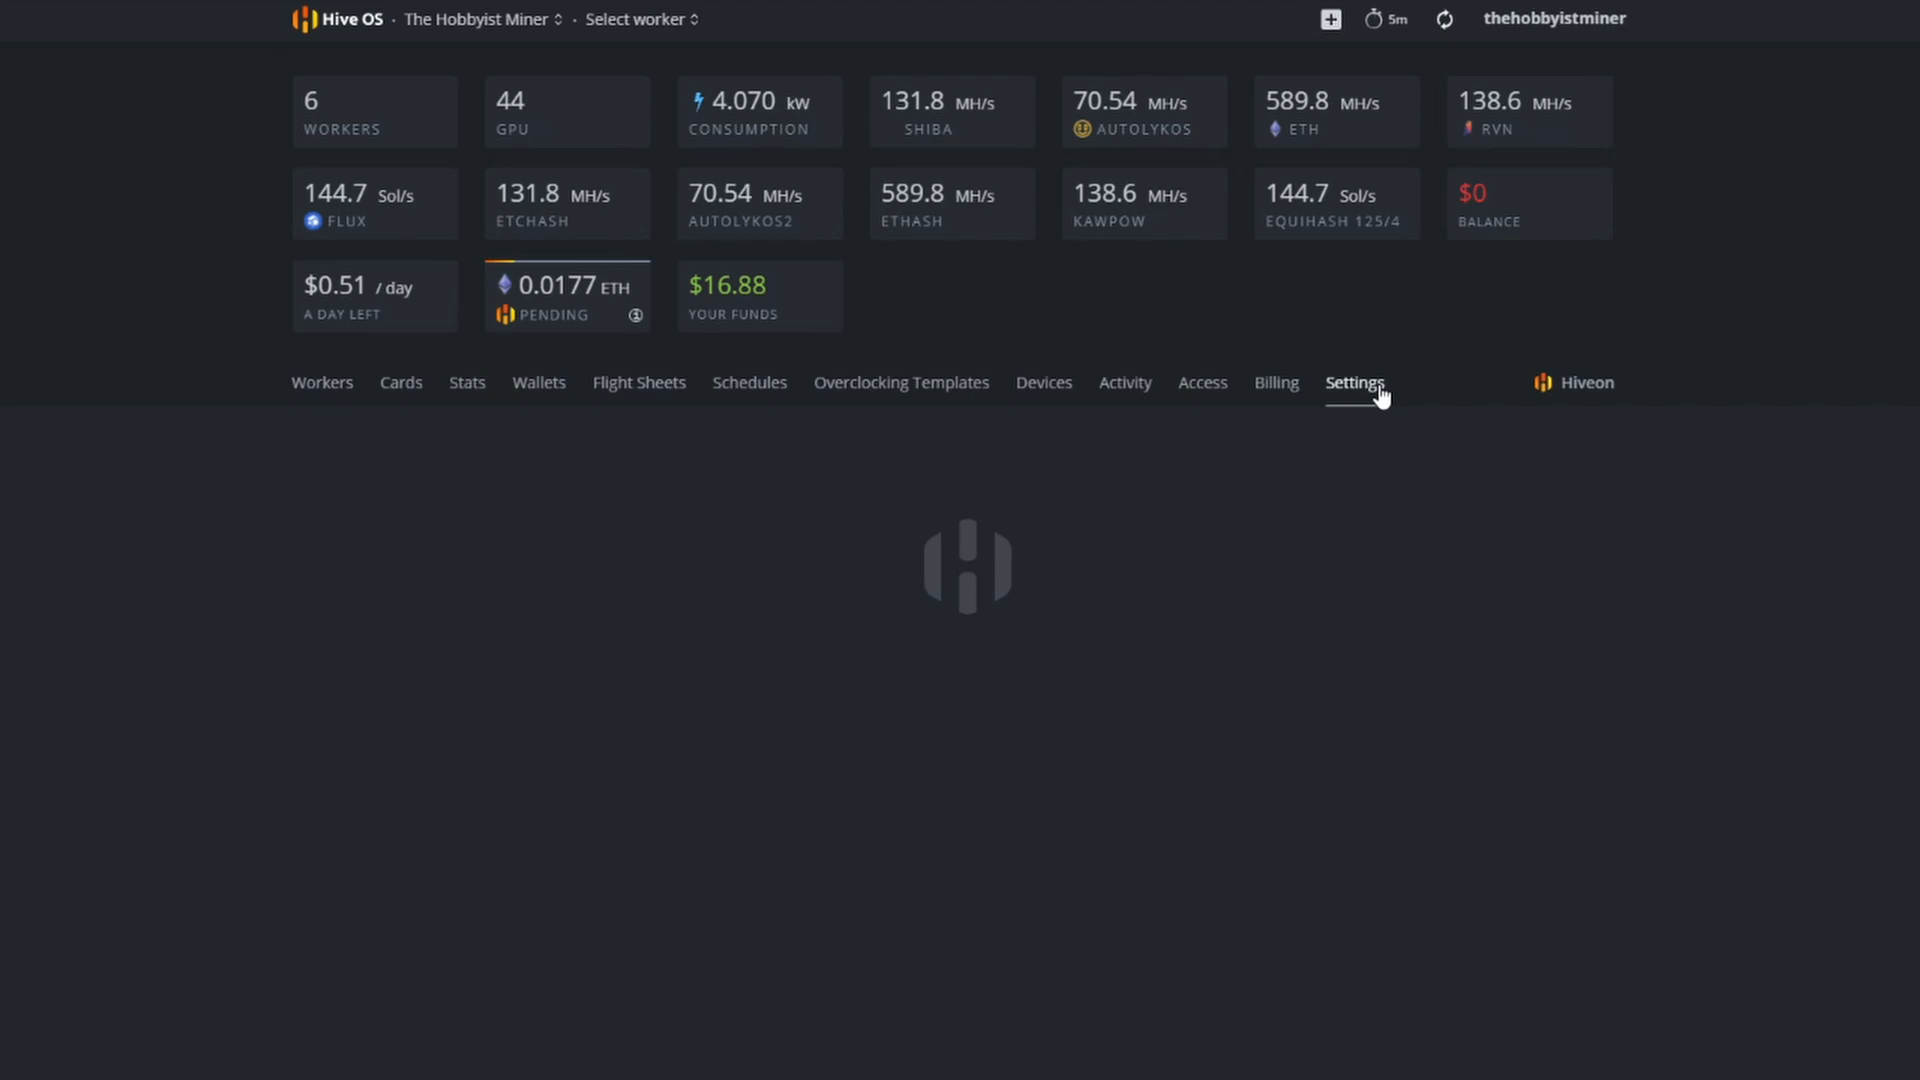 Hive OS · The Hobbyist Miner · Select worker 5m thehobbyistminer
6 44 4.070 kW 131.8 MH/s 70.54 MH/s 589.8 MH/s 138.6 MH/s
WORKERS GPU CONSUMPTION SHIBA AUTOLYKOS ETH RVN
144.7 Sol/s 131.8 MH/s 70.54 MH/s 589.8 MH/s 138.6 MH/s 144.7 Sol/s $0
FLUX ETCHASH AUTOLYKOS2 ETHASH KAWPOW EQUIHASH 125/4 BALANCE
$0.51 / day 0.0177 ETH $16.88
A DAY LEFT PENDING YOUR FUNDS
Workers Cards Stats Wallets Flight Sheets Schedules Overclocking Templates Devices Activity Access Billing Settings Hiveon